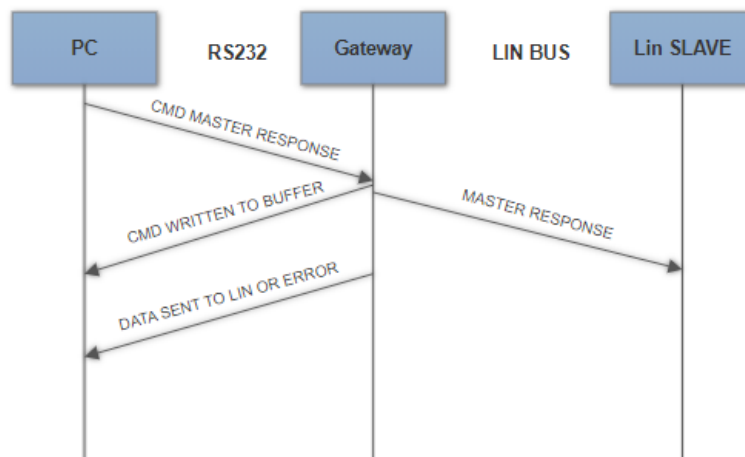 PC
RS232
Gateway
LIN BUS
Lin SLAVE
CMD MASTER RESPONSE
CMD WRITTEN TO BUFFER
MASTER RESPONSE
DATA SENT TO LIN OR ERROR